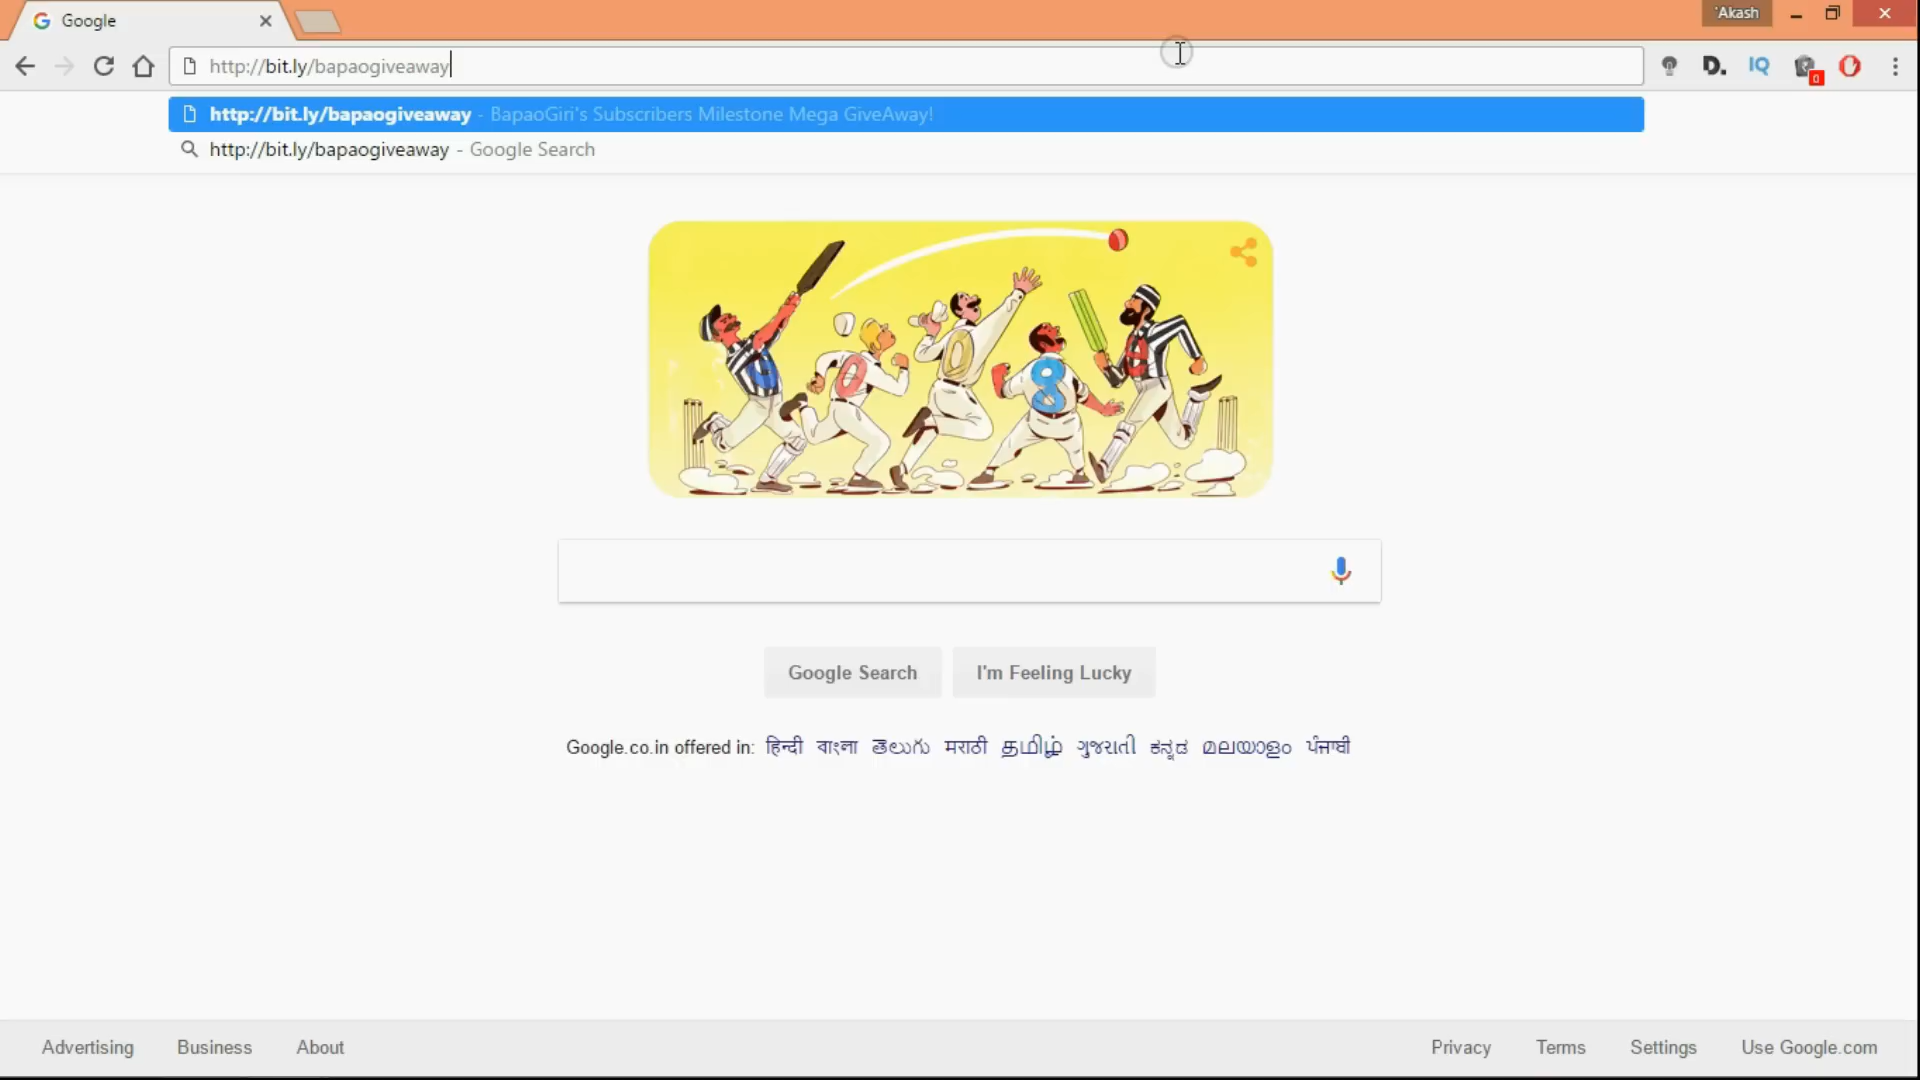 Google
'Akash
http://bit.ly/bapaogiveaway
D. IQ 0
http://bit.ly/bapaogiveaway - BapaoGiri's Subscribers Milestone Mega GiveAway!
http://bit.ly/bapaogiveaway - Google Search
Google Search
I'm Feeling Lucky
Google.co.in offered in: हिन्दी বাংলা తెలుగు मराठी தமிழ் ગુજરાતી ಕನ್ನಡ മലയാളം ਪੰਜਾਬੀ
Advertising Business About Privacy Terms Settings Use Google.com